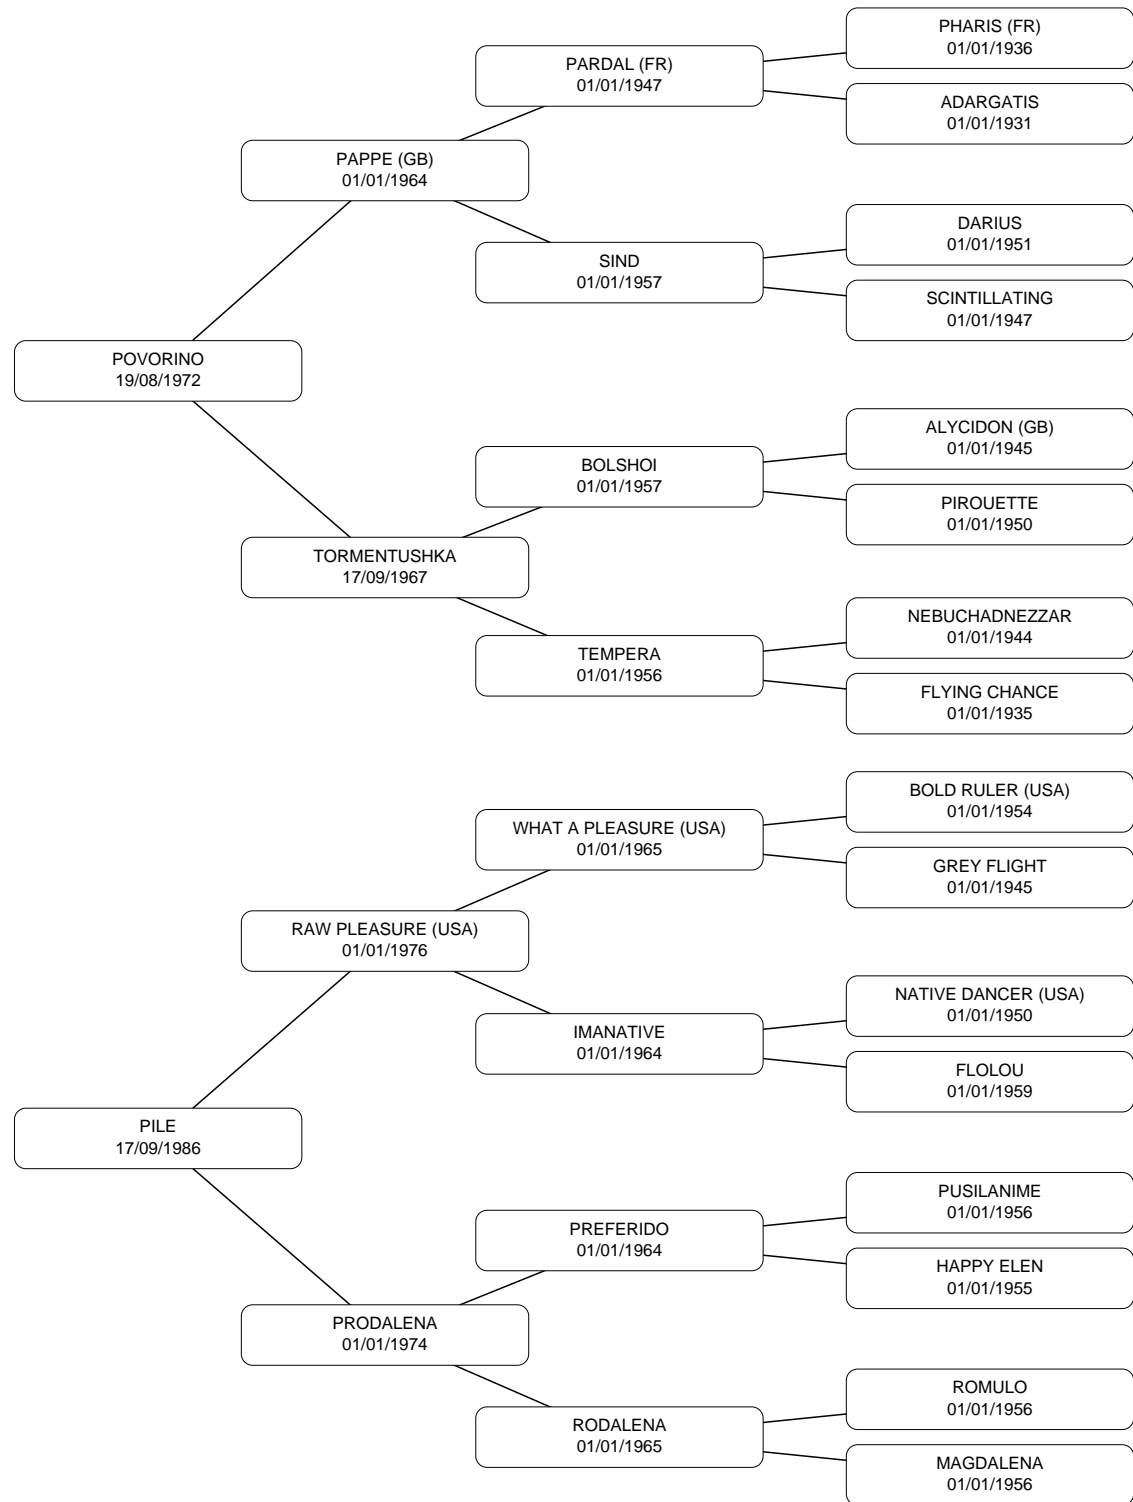 PHARIS (FR)
01/01/1936
PARDAL (FR)
01/01/1947
ADARGATIS
01/01/1931
PAPPE (GB)
01/01/1964
DARIUS
01/01/1951
SIND
01/01/1957
SCINTILLATING
01/01/1947
POVORINO
19/08/1972
ALYCIDON (GB)
01/01/1945
BOLSHOI
01/01/1957
PIROUETTE
01/01/1950
TORMENTUSHKA
17/09/1967
NEBUCHADNEZZAR
01/01/1944
TEMPERA
01/01/1956
FLYING CHANCE
01/01/1935
BOLD RULER (USA)
01/01/1954
WHAT A PLEASURE (USA)
01/01/1965
GREY FLIGHT
01/01/1945
RAW PLEASURE (USA)
01/01/1976
NATIVE DANCER (USA)
01/01/1950
IMANATIVE
01/01/1964
FLOLOU
01/01/1959
PILE
17/09/1986
PUSILANIME
01/01/1956
PREFERIDO
01/01/1964
HAPPY ELEN
01/01/1955
PRODALENA
01/01/1974
ROMULO
01/01/1956
RODALENA
01/01/1965
MAGDALENA
01/01/1956